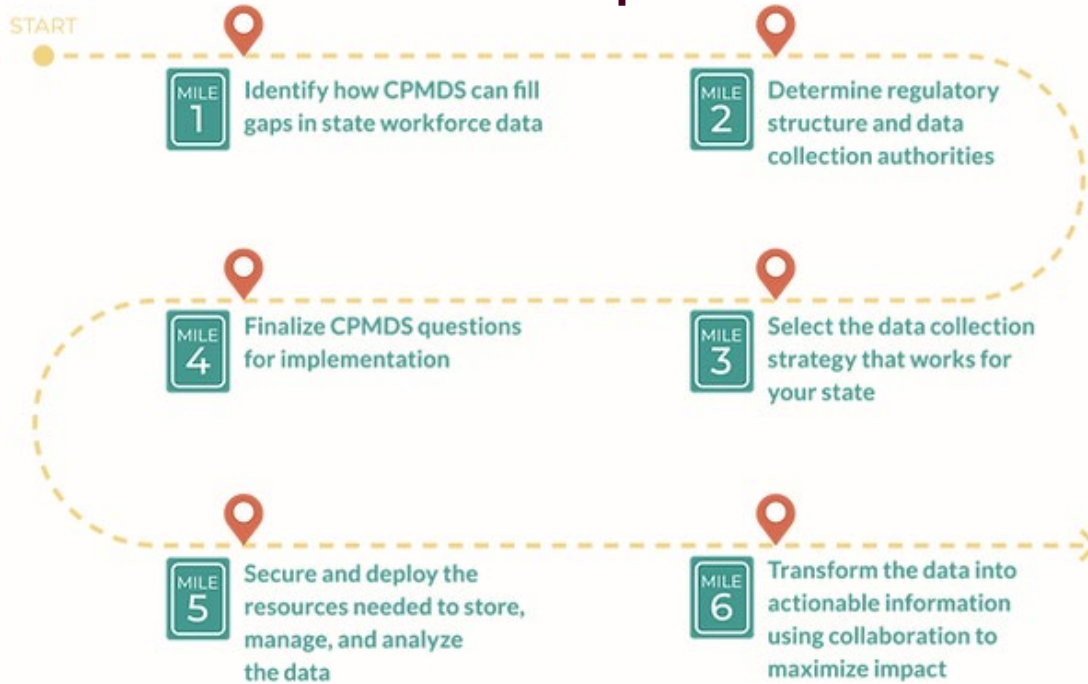 START
MILE
1
Identify how CPMDS can fill
gaps in state workforce data
MILE
2
Determine regulatory
structure and data
collection authorities
MILE
3
Select the data collection
strategy that works for
your state
MILE
4
Finalize CPMDS questions
for implementation
MILE
5
Secure and deploy the
resources needed to store,
manage, and analyze
the data
MILE
6
Transform the data into
actionable information
using collaboration to
maximize impact